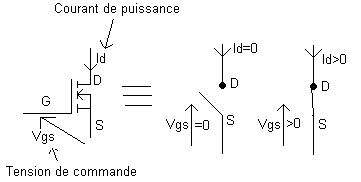 Courant de puissance
Id
D
G
S
Vgs
Tension de commande
Id=0
D
S
Vgs =0
Id>0
D
S
Vgs >0